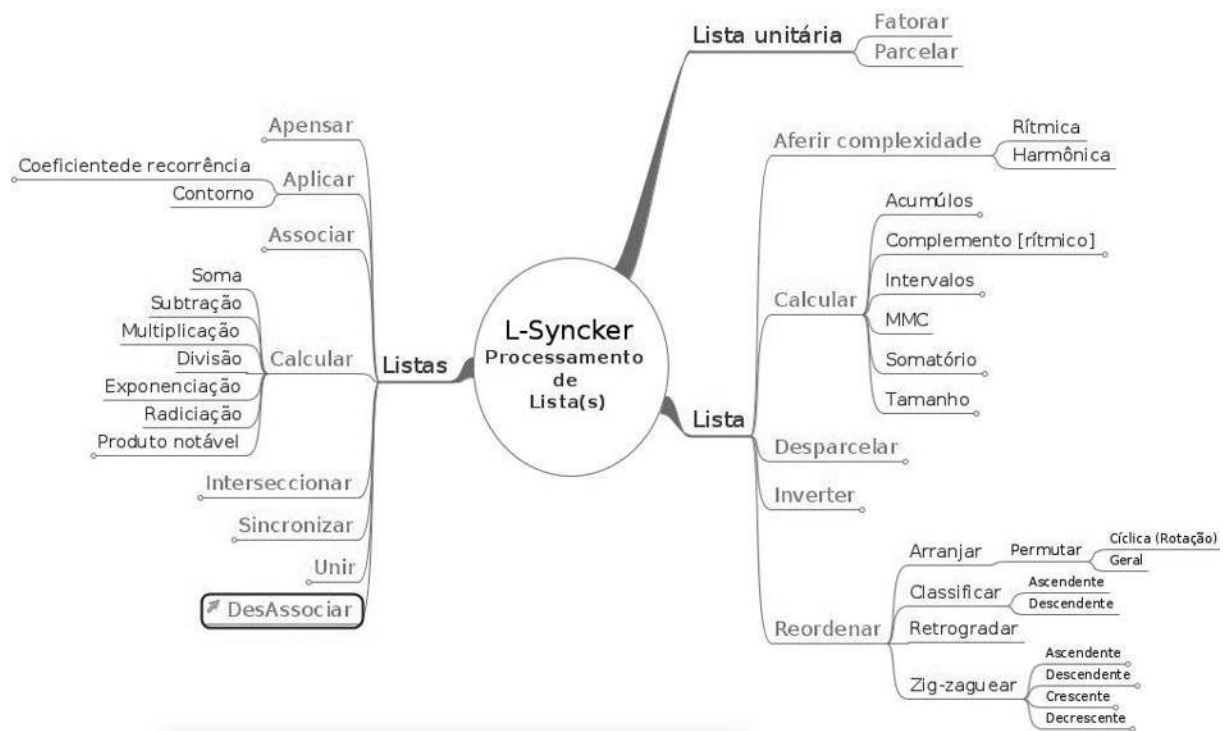 L-Syncker
Processamento
de
Lista(s)
Lista unitária
Fatorar
Parcelar
Lista
Aferir complexidade
Rítmica
Harmônica
Calcular
Acumúlos
Complemento [rítmico]
Intervalos
MMC
Somatório
Tamanho
Desparcelar
Inverter
Reordenar
Arranjar
Permutar
Cíclica (Rotação)
Geral
Classificar
Ascendente
Descendente
Retrogradar
Zig-zaguear
Ascendente
Descendente
Crescente
Decrescente
Listas
Apensar
Aplicar
Coeficientede recorrência
Contorno
Associar
Calcular
Soma
Subtração
Multiplicação
Divisão
Exponenciação
Radiciação
Produto notável
Interseccionar
Sincronizar
Unir
DesAssociar